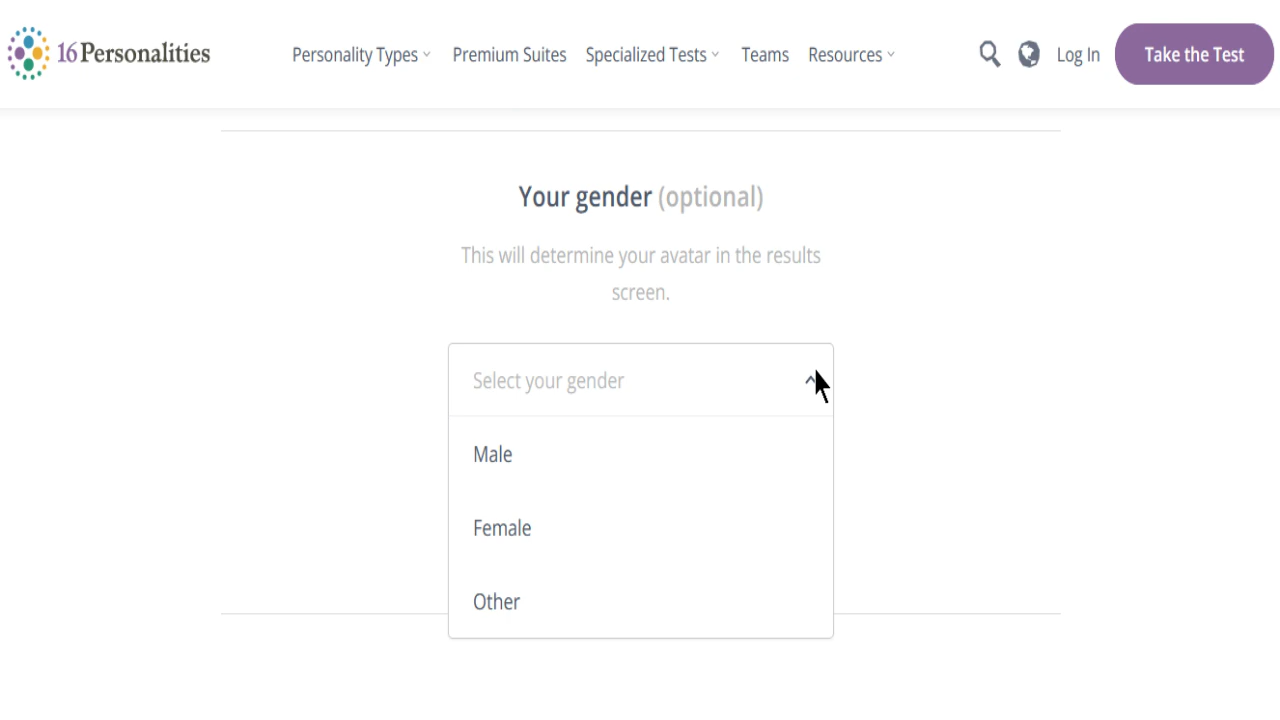 16Personalities
Personality Types
Premium Suites
Specialized Tests
Teams
Resources
Log In
Take the Test
Your gender (optional)
This will determine your avatar in the results
screen.
Select your gender
Male
Female
Other